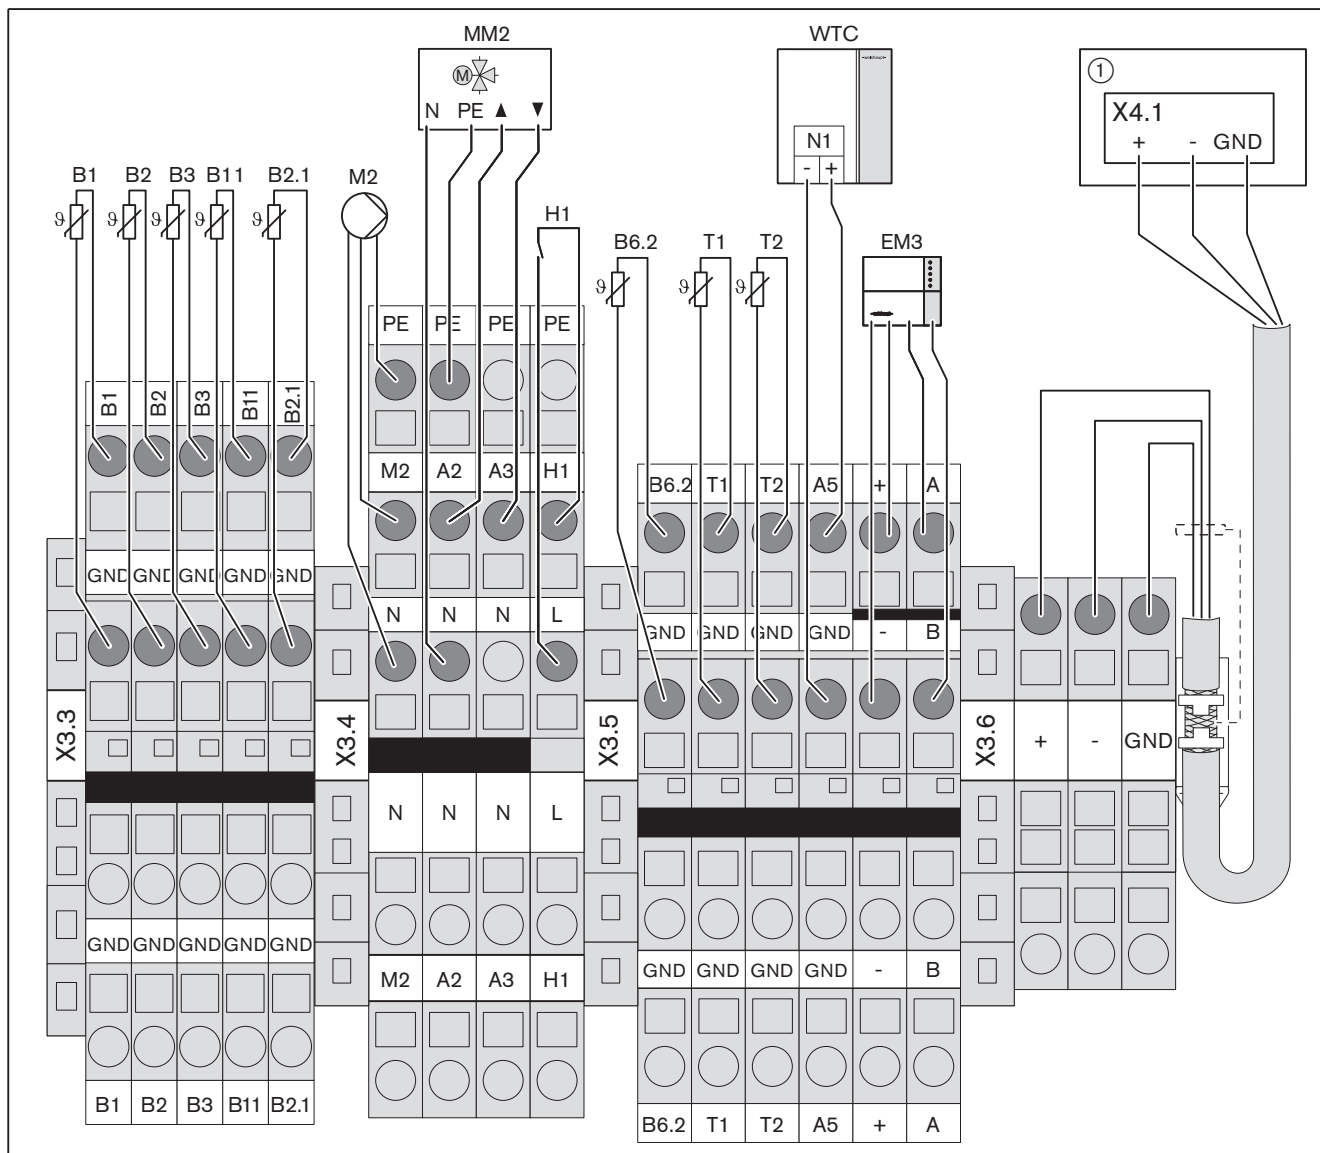 MM2
WTC
M
N PE ▲ ▼
-weishaupt-
N1
- +
①
X4.1
+ - GND
B1 B2 B3 B11 B2.1
ϑ ϑ ϑ ϑ ϑ
M2
H1
B6.2 T1 T2
ϑ ϑ ϑ
EM3
PE PE PE PE
B1 B2 B3 B11 B2.1
M2 A2 A3 H1
B6.2 T1 T2 A5 + A
GND GND GND GND GND
N N N L
GND GND GND GND - B
X3.3
X3.4
X3.5
X3.6
+ - GND
N N N L
GND GND GND GND GND
M2 A2 A3 H1
GND GND GND GND - B
B1 B2 B3 B11 B2.1
B6.2 T1 T2 A5 + A